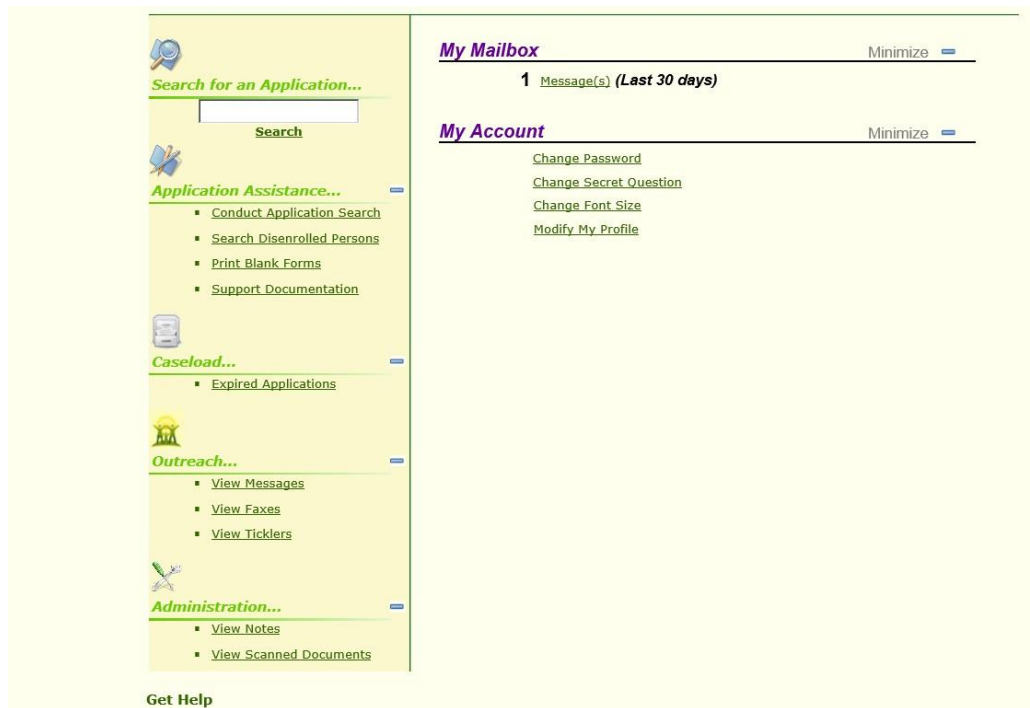 Search for an Application...
Search
Application Assistance...
Conduct Application Search
Search Disenrolled Persons
Print Blank Forms
Support Documentation
Caseload...
Expired Applications
Outreach...
View Messages
View Faxes
View Ticklers
Administration...
View Notes
View Scanned Documents
Get Help
My Mailbox Minimize
1 Message(s) (Last 30 days)
My Account Minimize
Change Password
Change Secret Question
Change Font Size
Modify My Profile